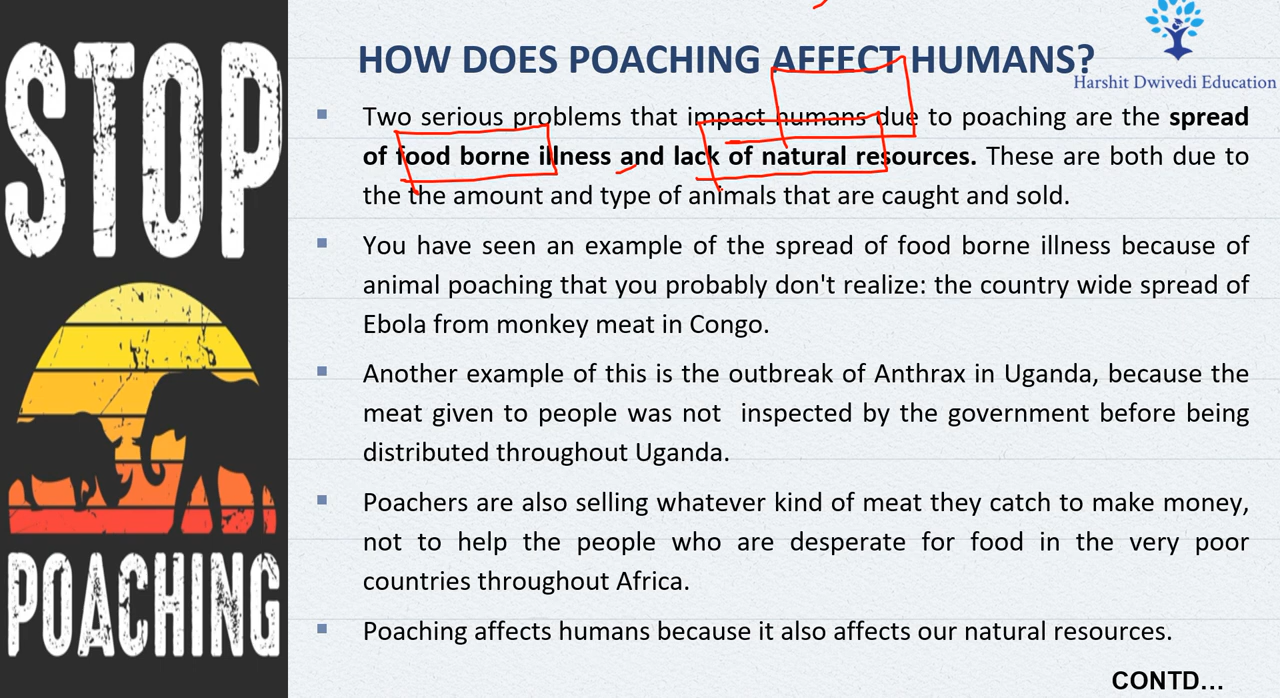 STOP
POACHING
HOW DOES POACHING AFFECT HUMANS?
Harshit Dwivedi Education
▪ Two serious problems that impact humans due to poaching are the spread
of food borne illness and lack of natural resources. These are both due to
the the amount and type of animals that are caught and sold.
▪ You have seen an example of the spread of food borne illness because of
animal poaching that you probably don't realize: the country wide spread of
Ebola from monkey meat in Congo.
▪ Another example of this is the outbreak of Anthrax in Uganda, because the
meat given to people was not inspected by the government before being
distributed throughout Uganda.
▪ Poachers are also selling whatever kind of meat they catch to make money,
not to help the people who are desperate for food in the very poor
countries throughout Africa.
▪ Poaching affects humans because it also affects our natural resources.
CONTD...